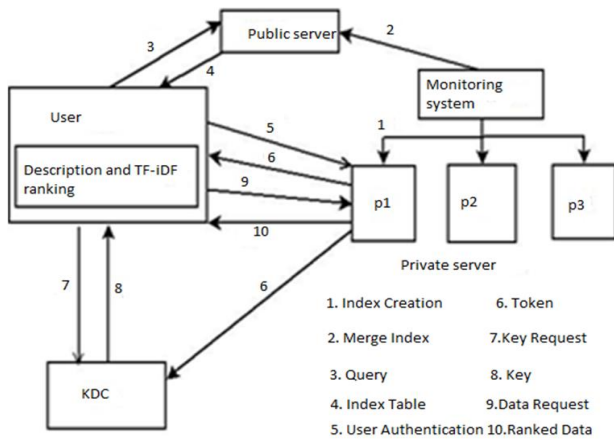 3
Public server
2
4
Monitoring
system
User
5
1
6
Description and TF-iDF
ranking
9
p1
p2
p3
10
Private server
7
8
6
KDC
1. Index Creation
6. Token
2. Merge Index
7.Key Request
3. Query
8. Key
4. Index Table
9.Data Request
5. User Authentication
10.Ranked Data